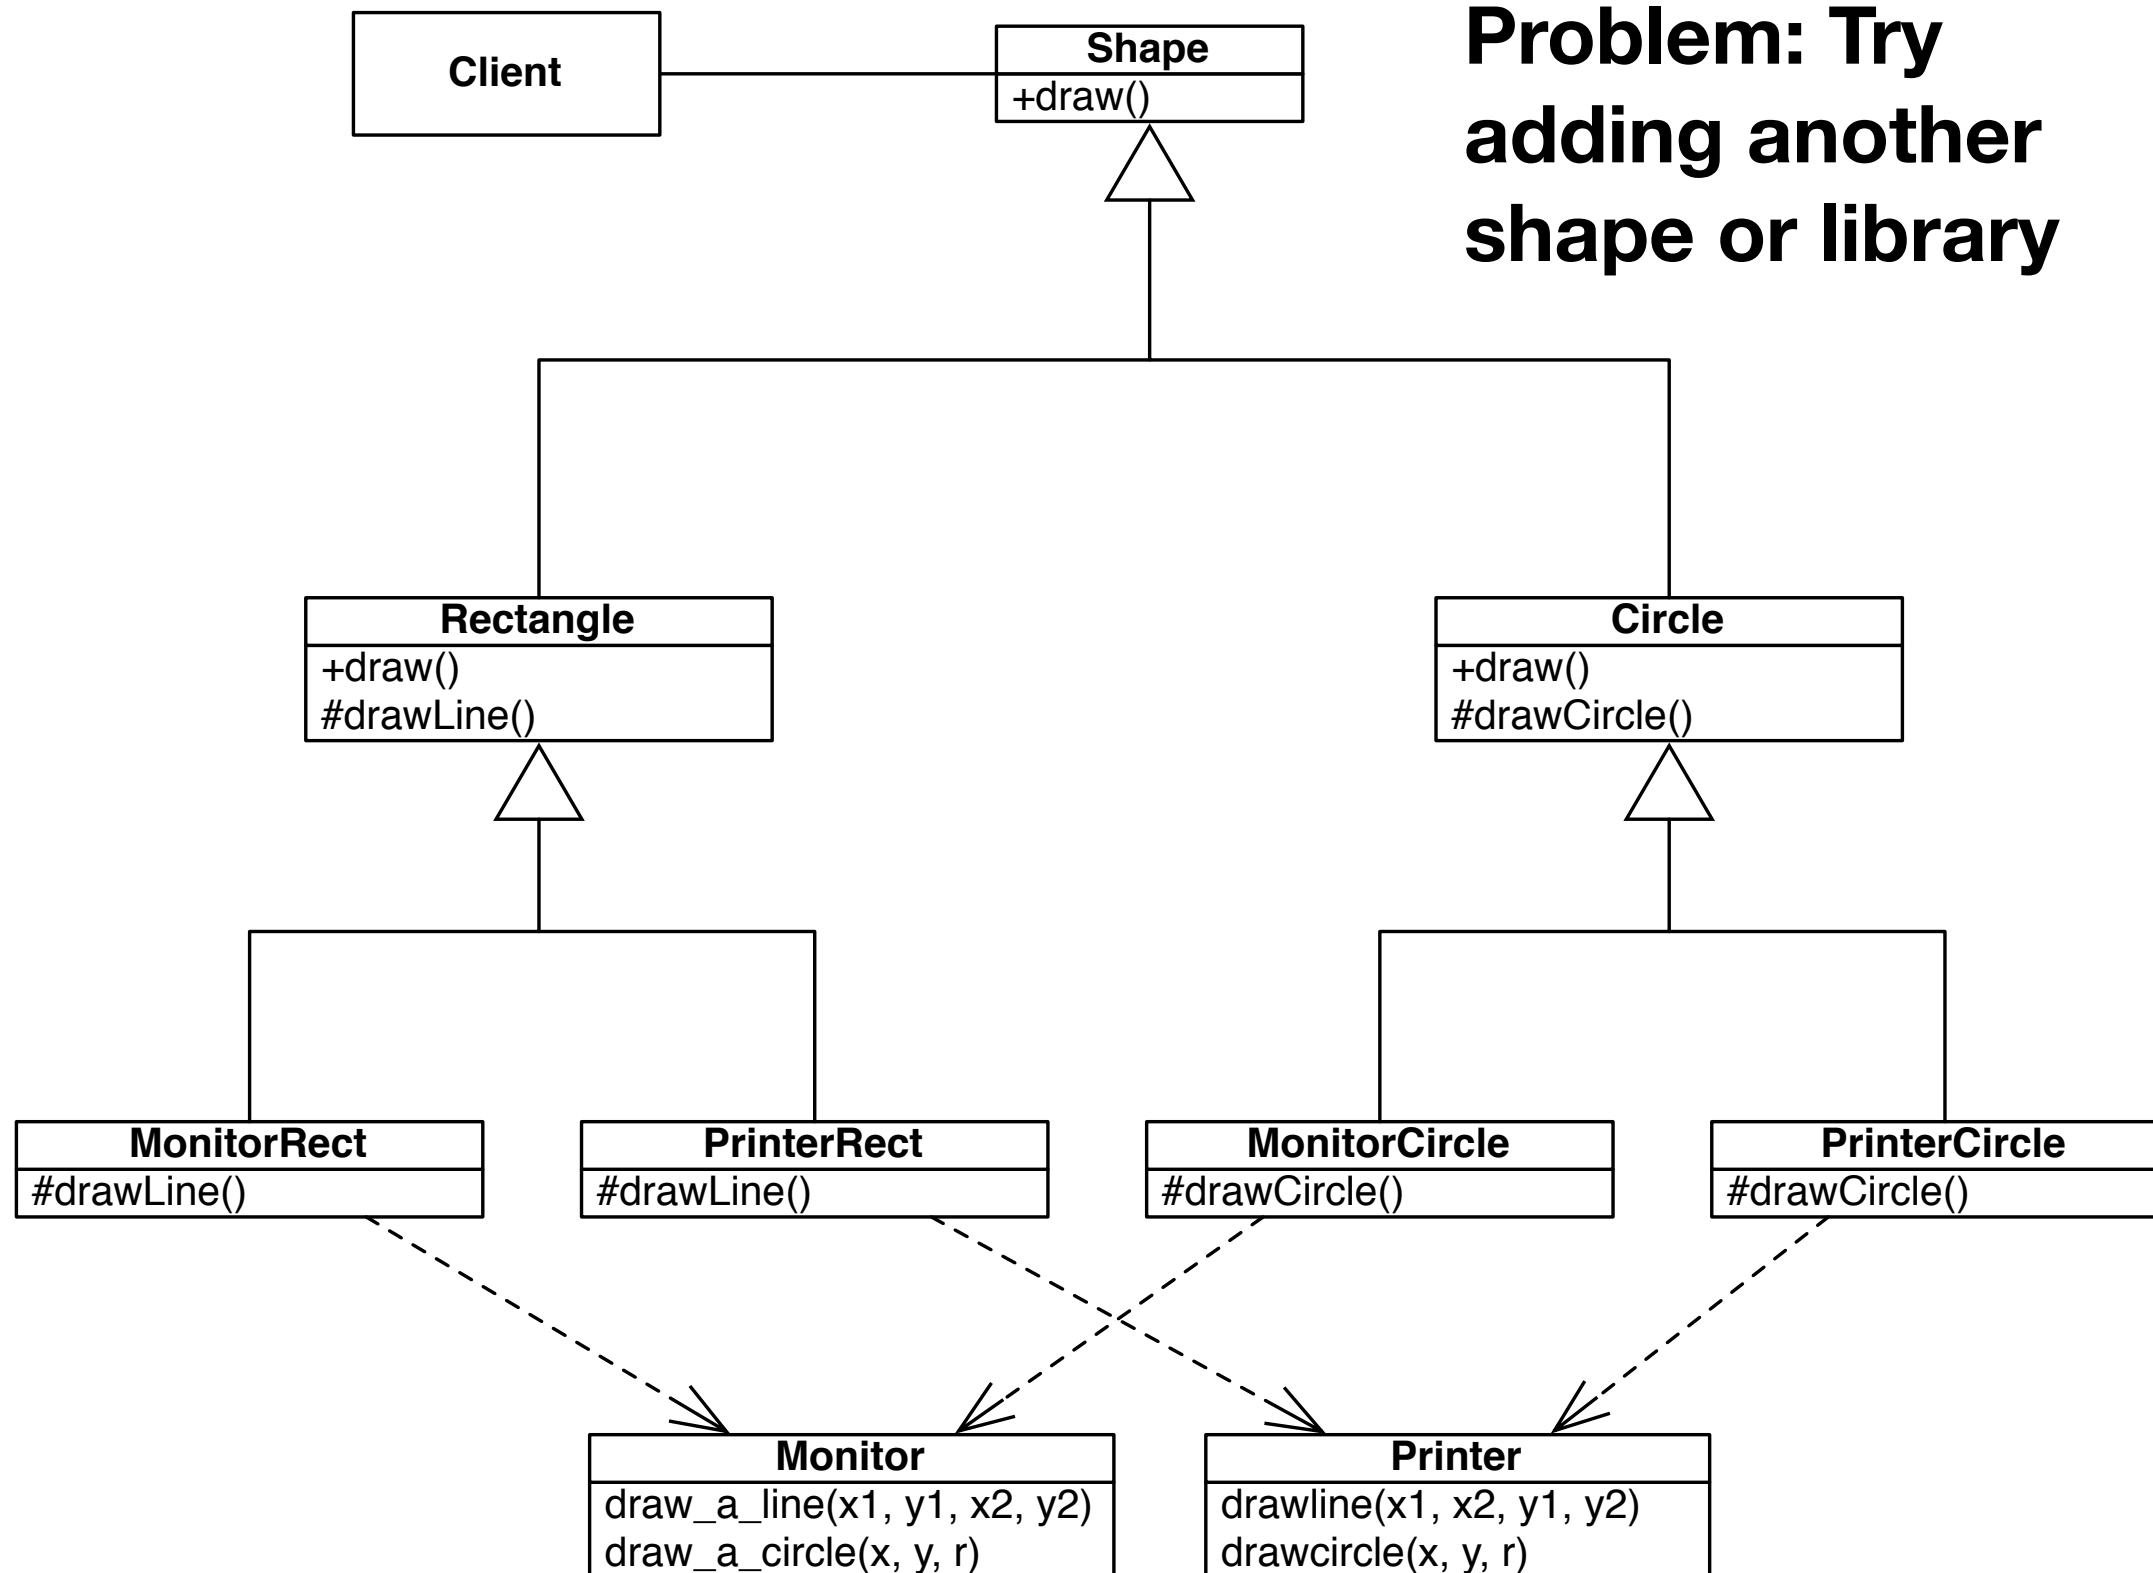 Problem: Try
adding another
shape or library
Client
Shape
+draw()
Rectangle
+draw()
#drawLine()
Circle
+draw()
#drawCircle()
MonitorRect
#drawLine()
PrinterRect
#drawLine()
MonitorCircle
#drawCircle()
PrinterCircle
#drawCircle()
Monitor
draw_a_line(x1, y1, x2, y2)
draw_a_circle(x, y, r)
Printer
drawline(x1, x2, y1, y2)
drawcircle(x, y, r)